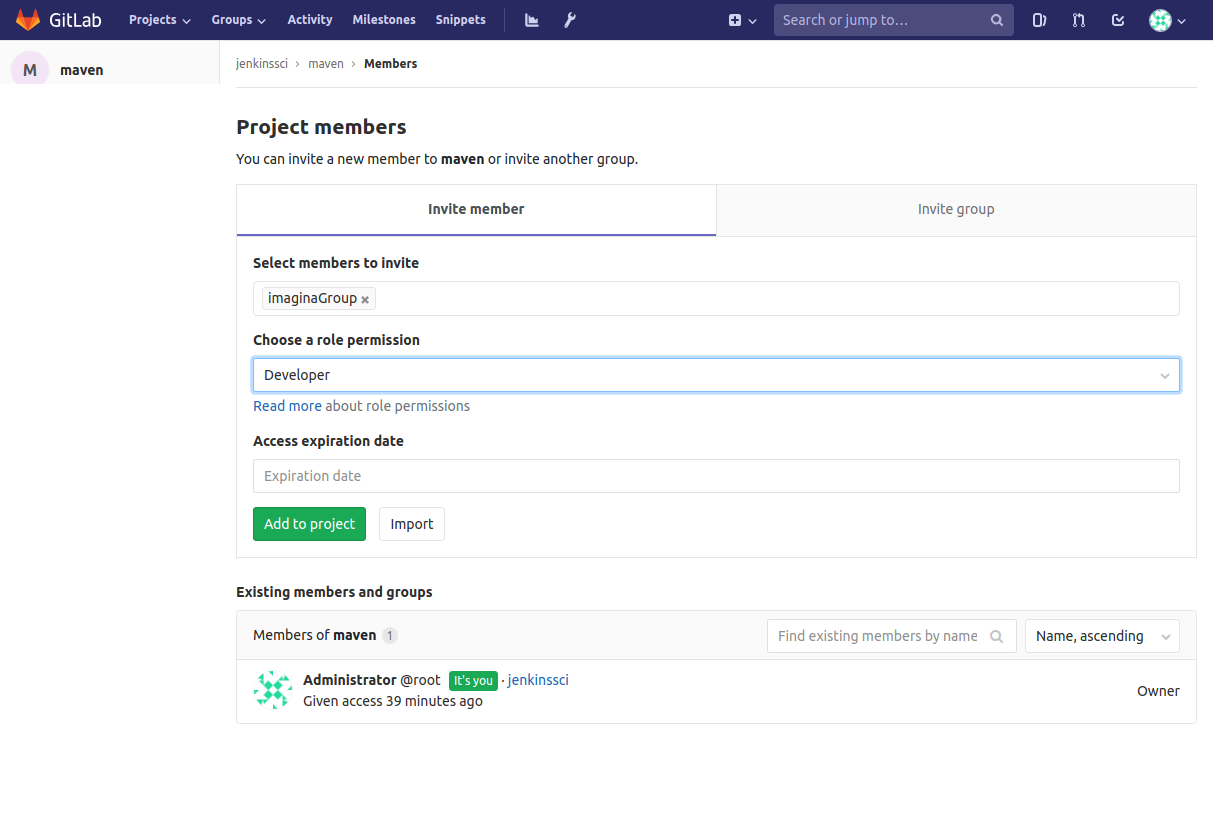 GitLab Projects Groups Activity Milestones Snippets Search or jump to...
M maven
jenkinssci › maven › Members
Project members
You can invite a new member to maven or invite another group.
Invite member Invite group
Select members to invite
imaginaGroup ×
Choose a role permission
Developer
Read more about role permissions
Access expiration date
Expiration date
Add to project Import
Existing members and groups
Members of maven 1 Find existing members by name Name, ascending
Administrator @root It's you · jenkinssci
Given access 39 minutes ago
Owner